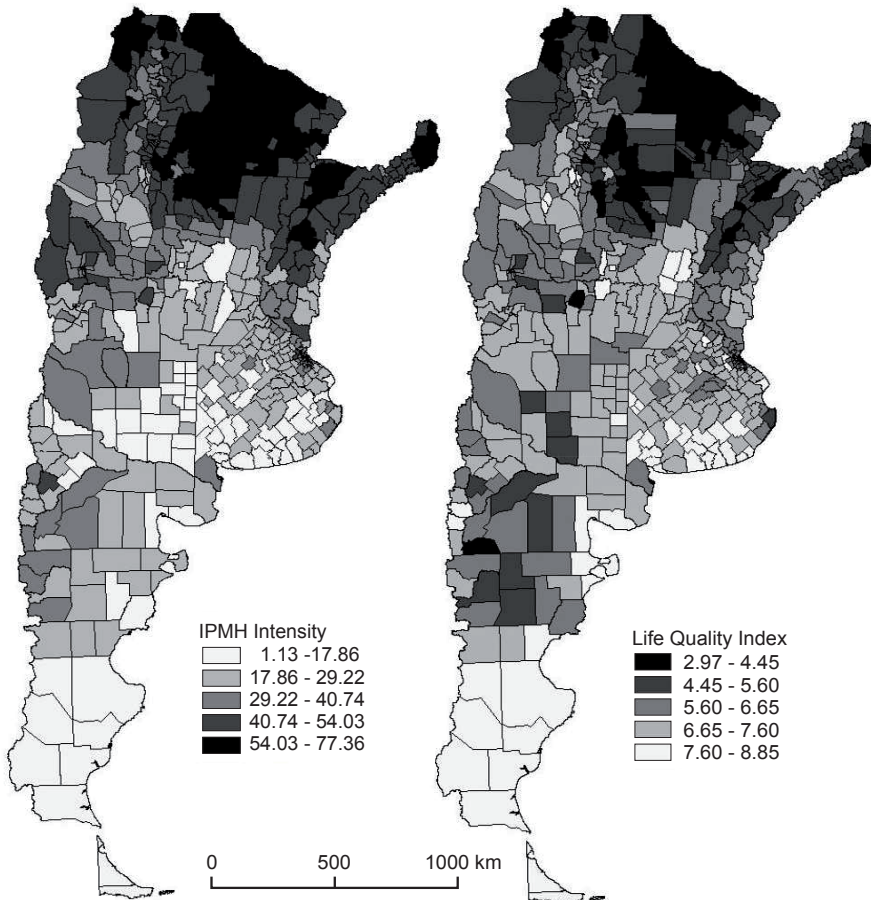 IPMH Intensity
1.13 -17.86
17.86 - 29.22
29.22 - 40.74
40.74 - 54.03
54.03 - 77.36
Life Quality Index
2.97 - 4.45
4.45 - 5.60
5.60 - 6.65
6.65 - 7.60
7.60 - 8.85
0 500 1000 km